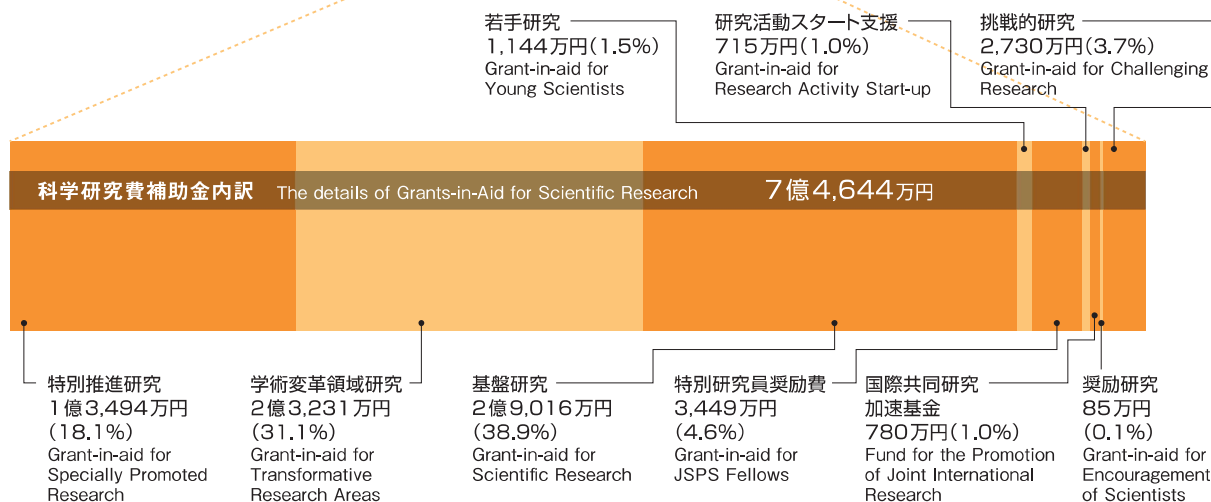 若手研究
1,144万円(1.5%)
Grant-in-aid for
Young Scientists
研究活動スタート支援
715万円(1.0%)
Grant-in-aid for
Research Activity Start-up
挑戦的研究
2,730万円(3.7%)
Grant-in-aid for Challenging
Research
科学研究費補助金内訳 The details of Grants-in-Aid for Scientific Research 7億4,644万円
特別推進研究
1億3,494万円
(18.1%)
Grant-in-aid for
Specially Promoted
Research
学術変革領域研究
2億3,231万円
(31.1%)
Grant-in-aid for
Transformative
Research Areas
基盤研究
2億9,016万円
(38.9%)
Grant-in-aid for
Scientific Research
特別研究員奨励費
3,449万円
(4.6%)
Grant-in-aid for
JSPS Fellows
国際共同研究
加速基金
780万円(1.0%)
Fund for the Promotion
of Joint International
Research
奨励研究
85万円
(0.1%)
Grant-in-aid for
Encouragement
of Scientists